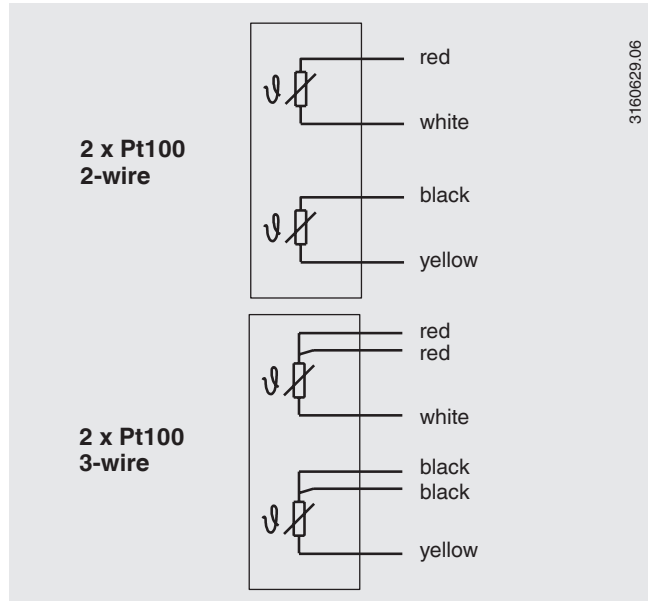 3160629.06
2 x Pt100
2-wire
ϑ
red
white
ϑ
black
yellow
2 x Pt100
3-wire
ϑ
red
red
white
ϑ
black
black
yellow